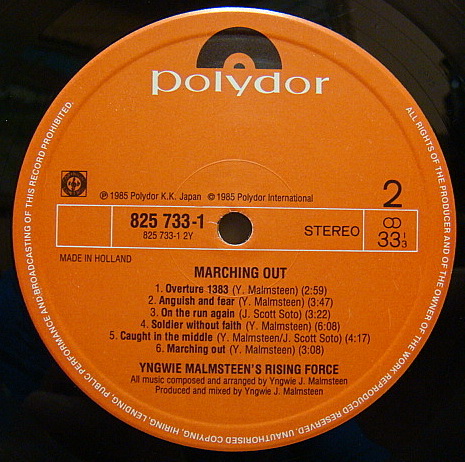 polydor
ALL RIGHTS OF THE PRODUCER AND OF THE OWNER OF THE WORK REPRODUCED RESERVED. UNAUTHORISED COPYING, HIRING, LENDING, PUBLIC PERFORMANCE AND BROADCASTING OF THIS RECORD PROHIBITED.
℗ 1985 Polydor K.K. Japan © 1985 Polydor International
2
825 733-1
825 733-1 2Y
STEREO
33 3
MADE IN HOLLAND
MARCHING OUT
1. Overture 1383 (Y. Malmsteen) (2:59)
2. Anguish and fear (Y. Malmsteen) (3:47)
3. On the run again (J. Scott Soto) (3:22)
4. Soldier without faith (Y. Malmsteen) (6:08)
5. Caught in the middle (Y. Malmsteen/J. Scott Soto) (4:17)
6. Marching out (Y. Malmsteen) (3:08)
YNGWIE MALMSTEEN'S RISING FORCE
All music composed and arranged by Yngwie J. Malmsteen
Produced and mixed by Yngwie J. Malmsteen